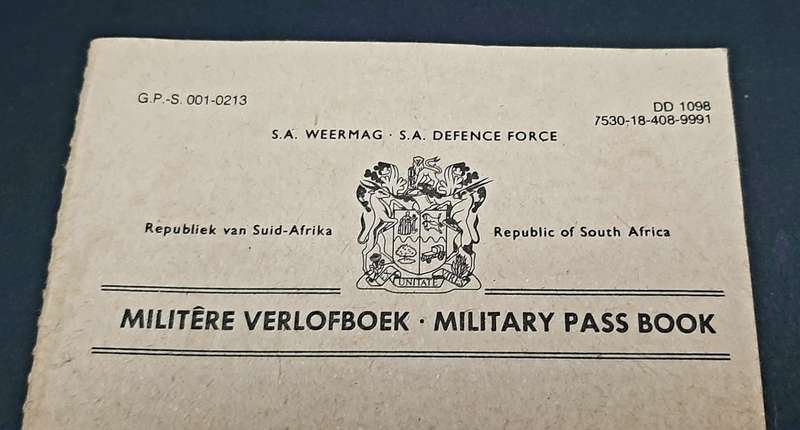 G.P.-S. 001-0213
DD 1098
7530-18-408-9991
S.A. WEERMAG · S.A. DEFENCE FORCE
Republiek van Suid-Afrika
Republic of South Africa
UNITATE
MILITÊRE VERLOFBOEK · MILITARY PASS BOOK